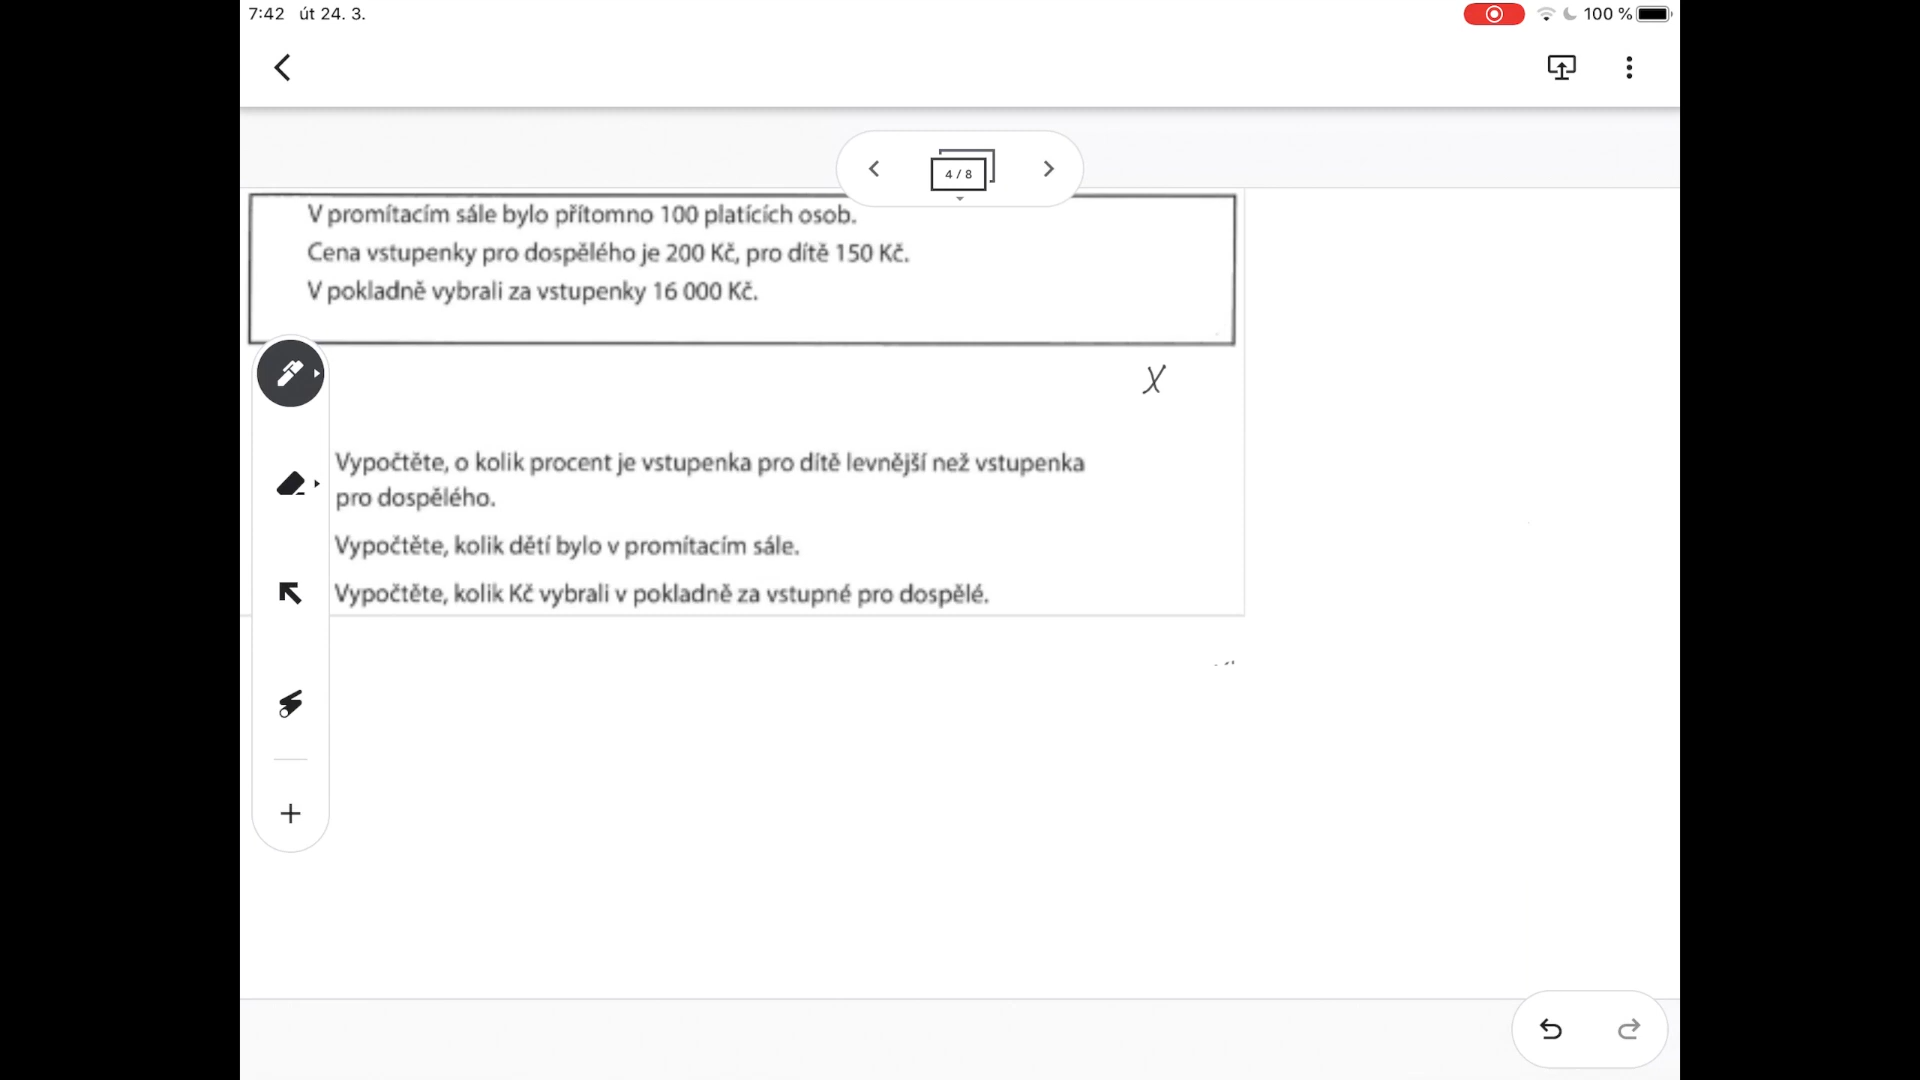 7:42 út 24. 3.
100 %
4 / 8
V promítacím sále bylo přítomno 100 platících osob.
Cena vstupenky pro dospělého je 200 Kč, pro dítě 150 Kč.
V pokladně vybrali za vstupenky 16 000 Kč.
X
Vypočtěte, o kolik procent je vstupenka pro dítě levnější než vstupenka
pro dospělého.
Vypočtěte, kolik dětí bylo v promítacím sále.
Vypočtěte, kolik Kč vybrali v pokladně za vstupné pro dospělé.